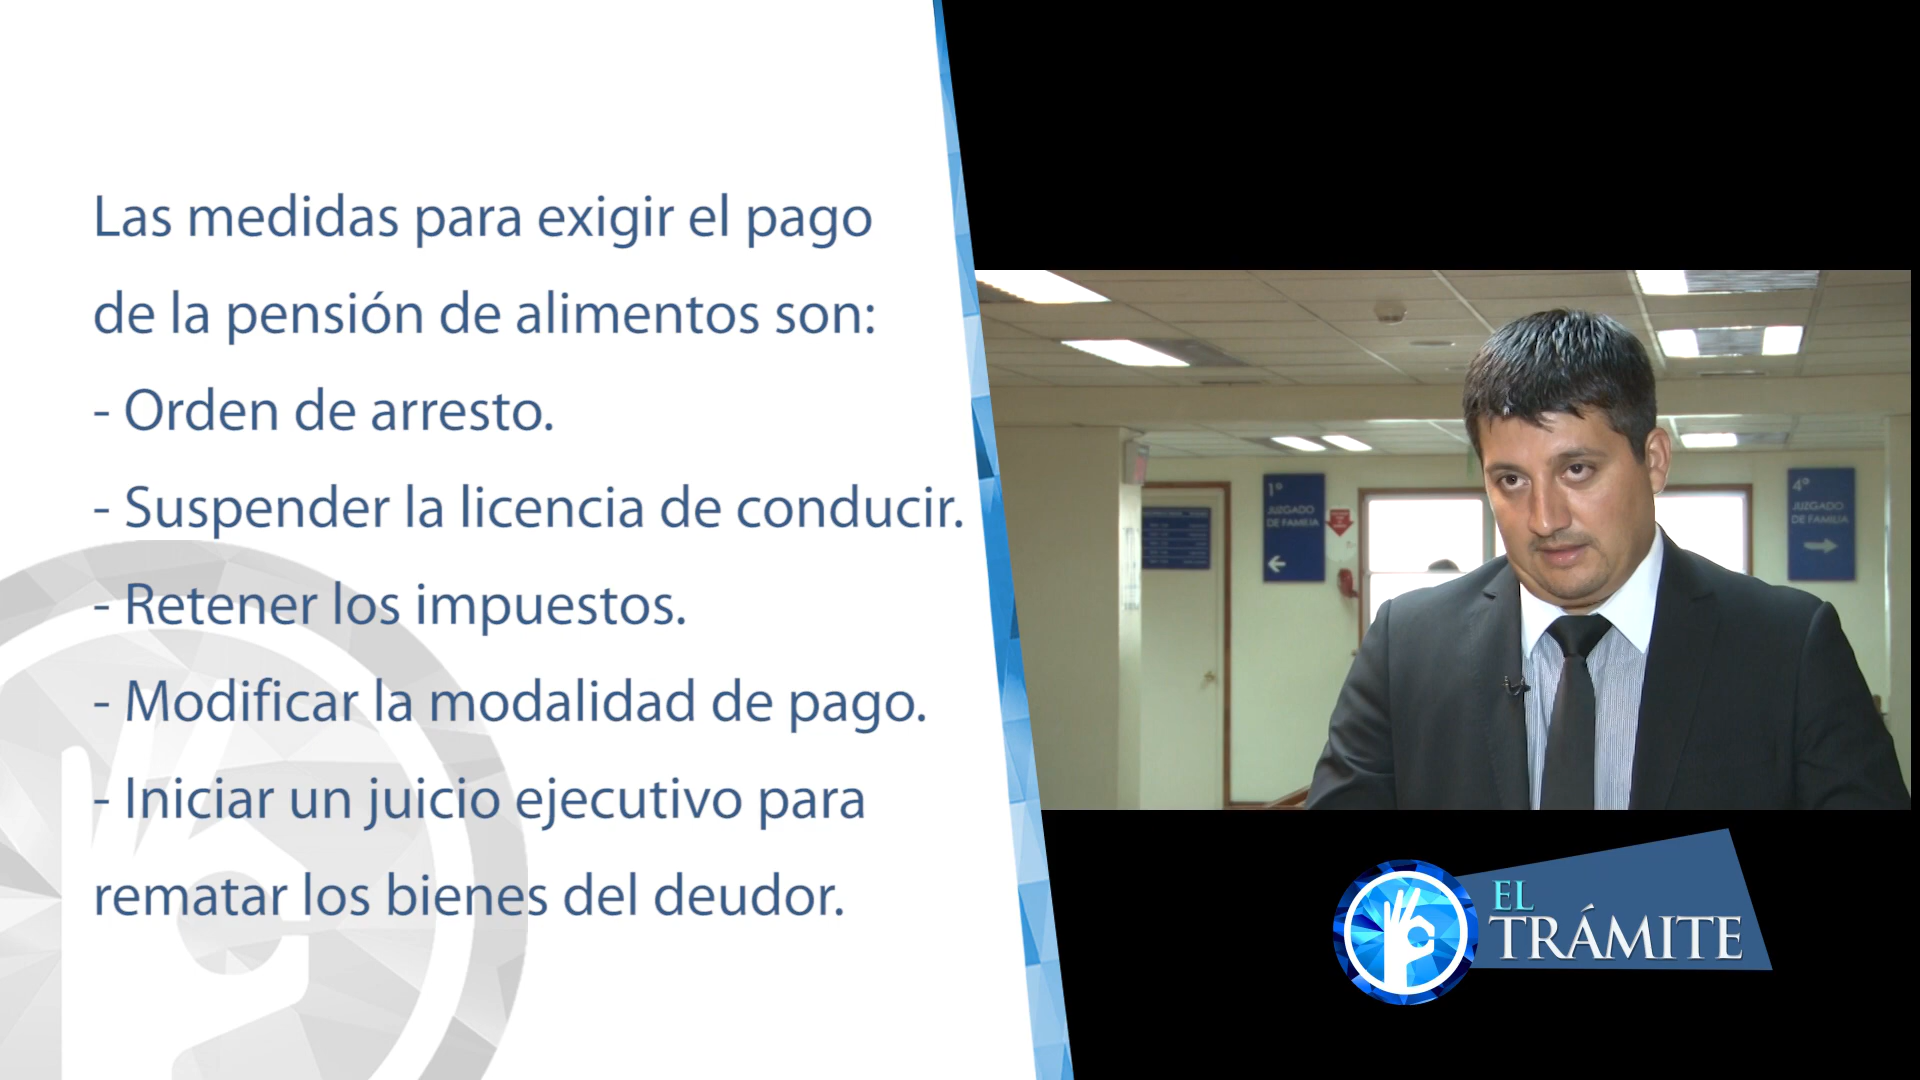 Las medidas para exigir el pago
de la pensión de alimentos son:
- Orden de arresto.
- Suspender la licencia de conducir.
- Retener los impuestos.
- Modificar la modalidad de pago.
- Iniciar un juicio ejecutivo para
rematar los bienes del deudor.
1º
JUZGADO
DE FAMILIA
4º
JUZGADO
DE FAMILIA
EL
TRÁMITE